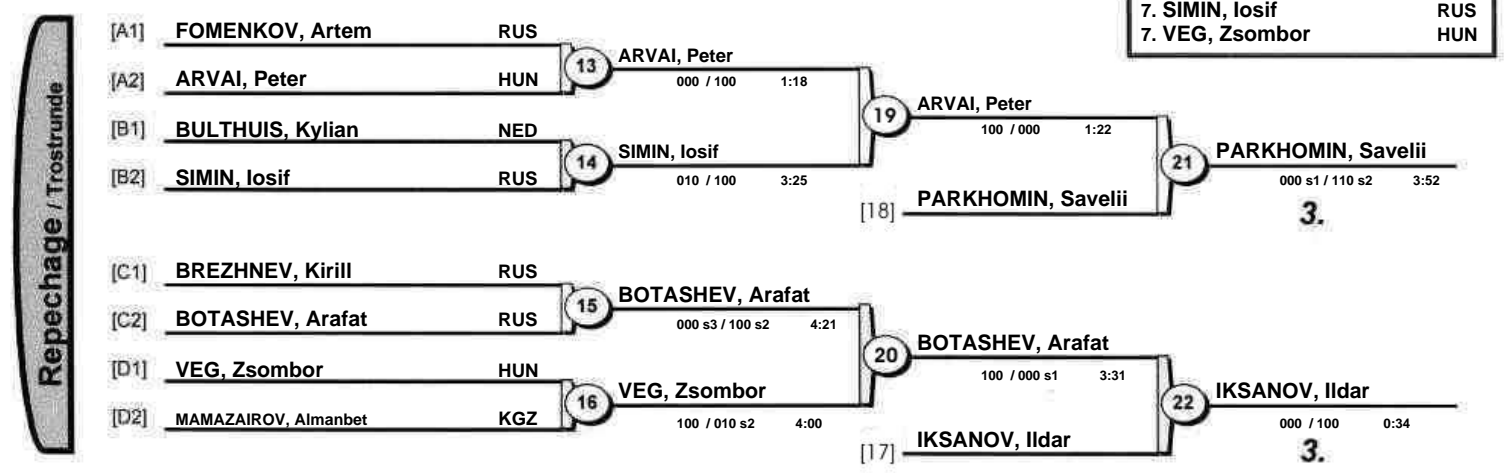 7. SIMIN, Iosif RUS
7. VEG, Zsombor HUN
Repechage / Trostrunde
[A1] FOMENKOV, Artem RUS
[A2] ARVAI, Peter HUN
13 ARVAI, Peter
000 / 100 1:18
[B1] BULTHUIS, Kylian NED
[B2] SIMIN, Iosif RUS
14 SIMIN, Iosif
010 / 100 3:25
19 ARVAI, Peter
100 / 000 1:22
[18] PARKHOMIN, Savelii
21 PARKHOMIN, Savelii
000 s1 / 110 s2 3:52
3.
[C1] BREZHNEV, Kirill RUS
[C2] BOTASHEV, Arafat RUS
15 BOTASHEV, Arafat
000 s3 / 100 s2 4:21
[D1] VEG, Zsombor HUN
[D2] MAMAZAIROV, Almanbet KGZ
16 VEG, Zsombor
100 / 010 s2 4:00
20 BOTASHEV, Arafat
100 / 000 s1 3:31
[17] IKSANOV, Ildar
22 IKSANOV, Ildar
000 / 100 0:34
3.